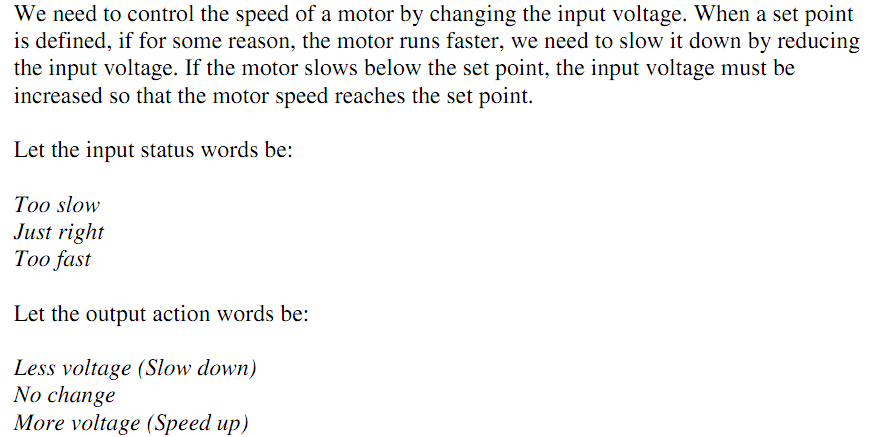 We need to control the speed of a motor by changing the input voltage. When a set point
is defined, if for some reason, the motor runs faster, we need to slow it down by reducing
the input voltage. If the motor slows below the set point, the input voltage must be
increased so that the motor speed reaches the set point.
Let the input status words be:
Too slow
Just right
Too fast
Let the output action words be:
Less voltage (Slow down)
No change
More voltage (Speed up)